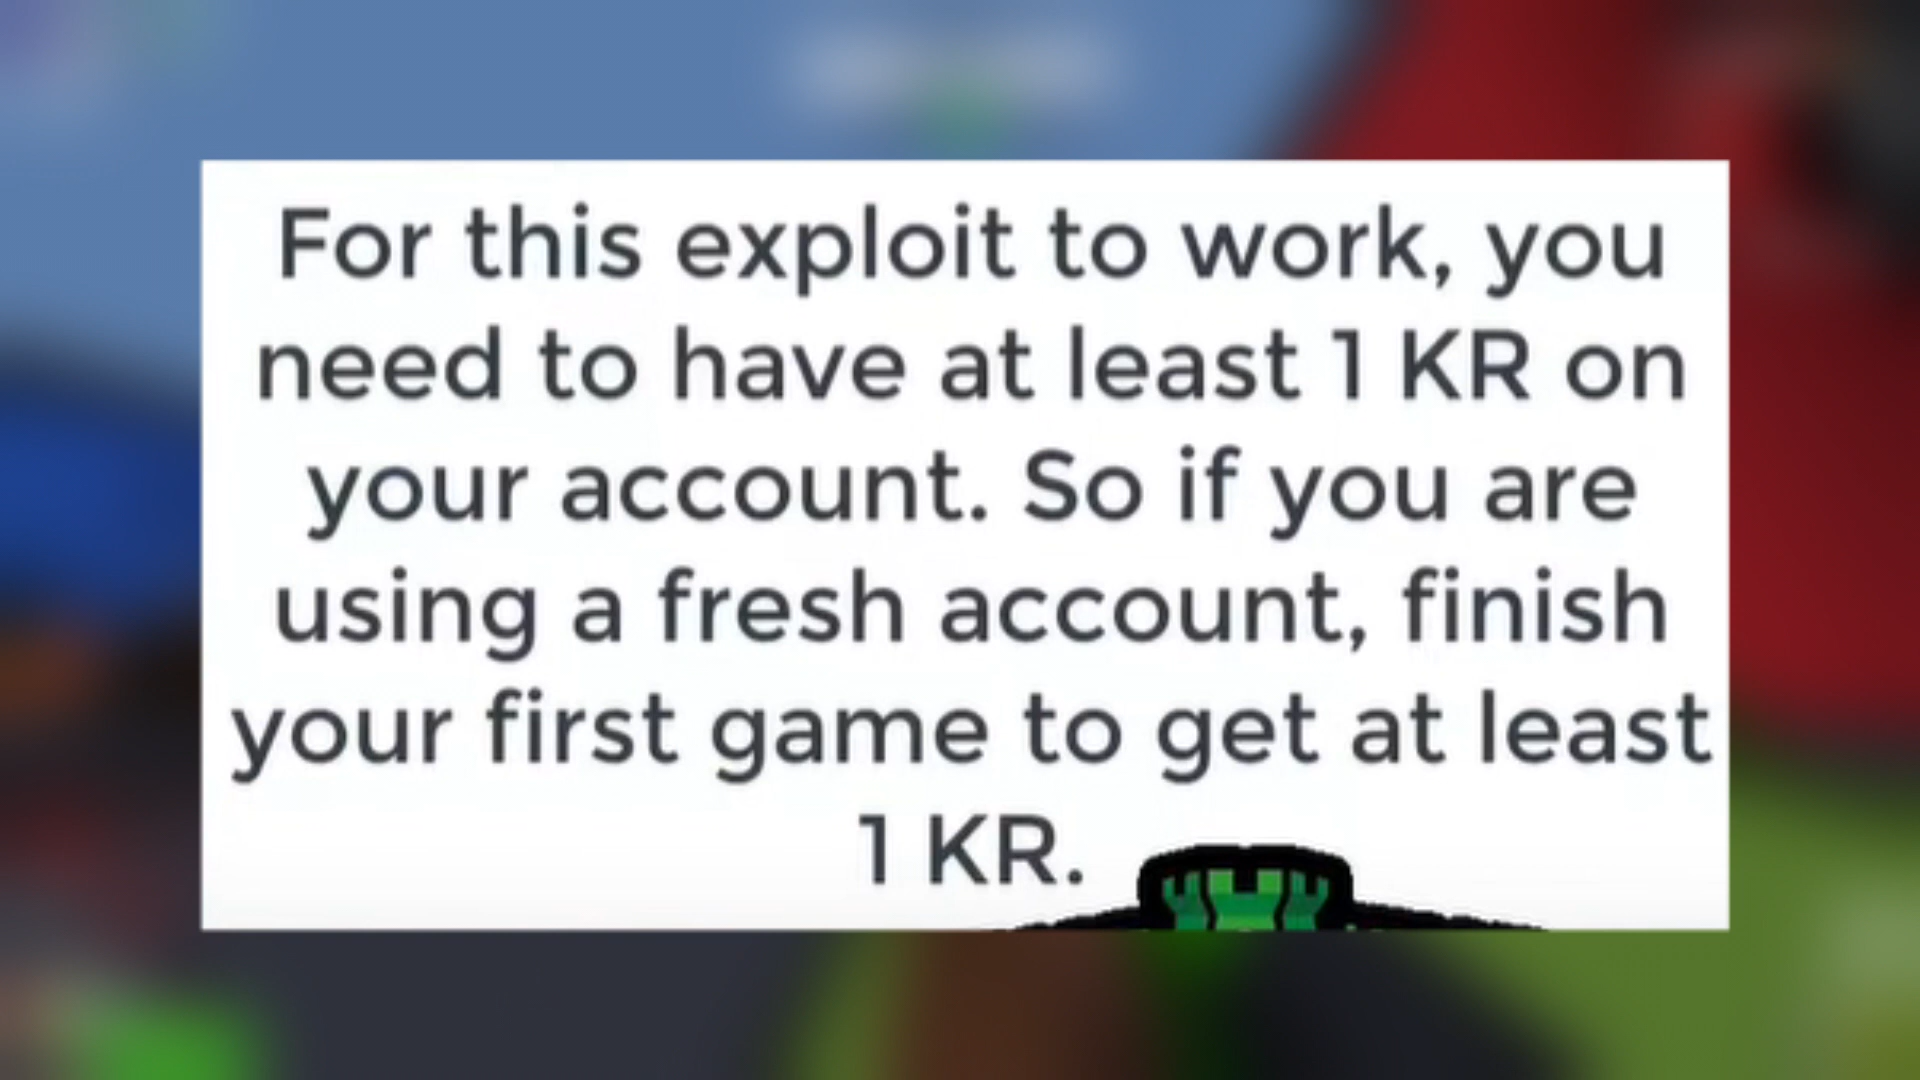 For this exploit to work, you
need to have at least 1 KR on
your account. So if you are
using a fresh account, finish
your first game to get at least
1 KR.